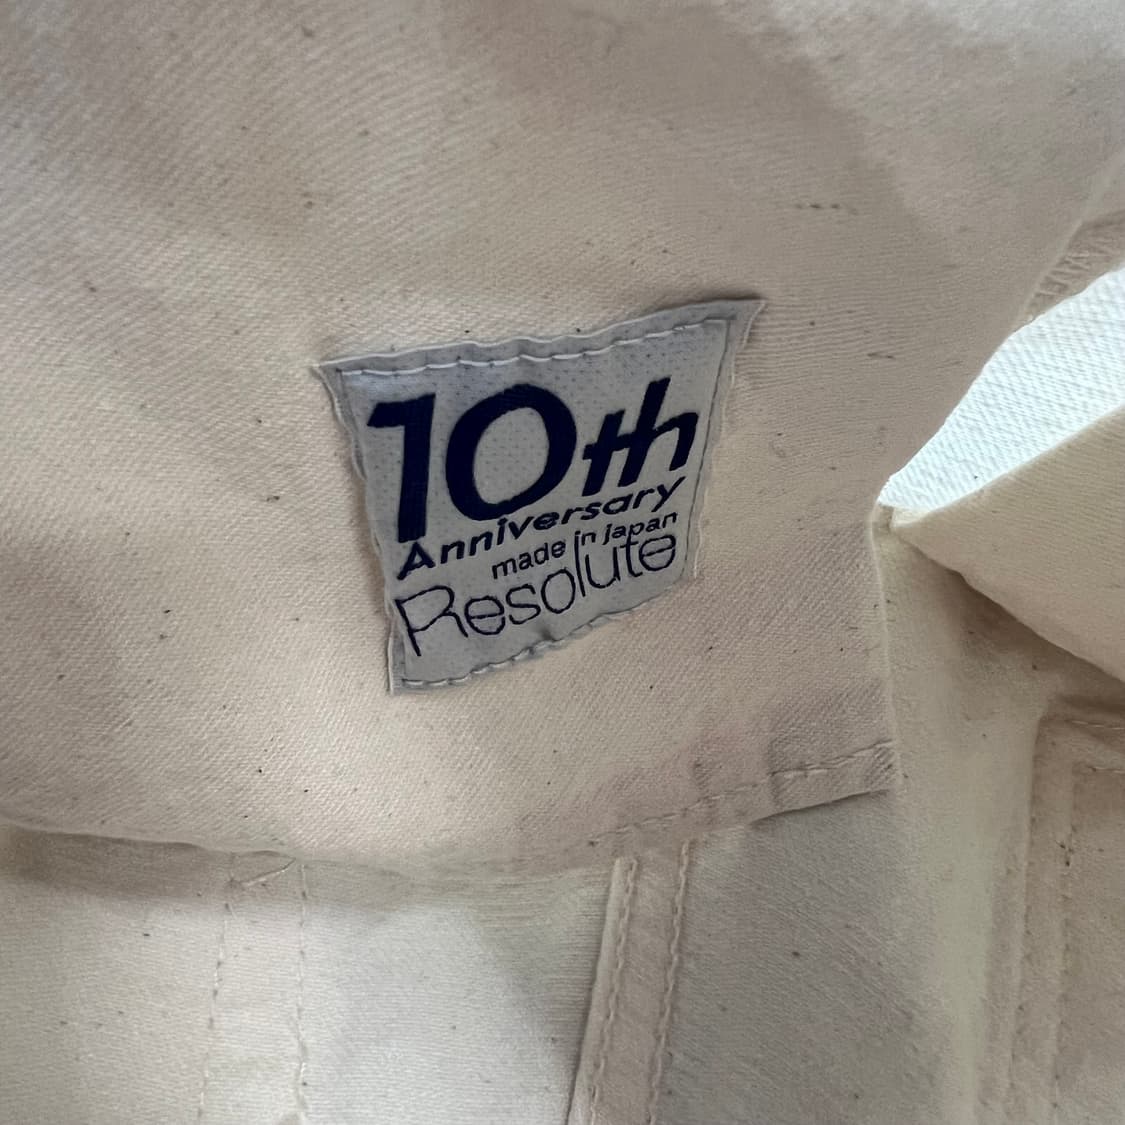 10th
Anniversary
made in japan
Resolute